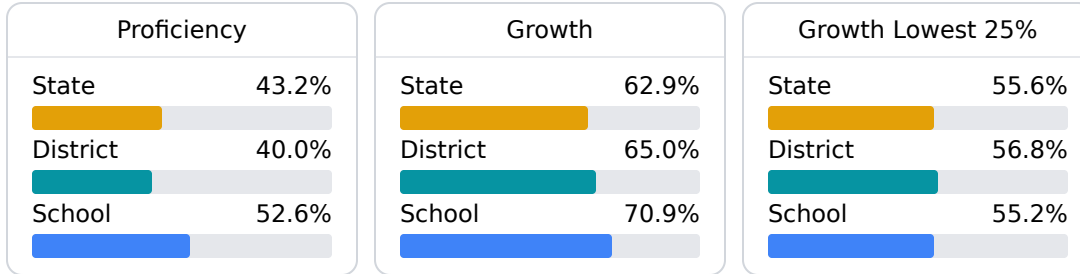 Proficiency
State 43.2%
District 40.0%
School 52.6%
Growth
State 62.9%
District 65.0%
School 70.9%
Growth Lowest 25%
State 55.6%
District 56.8%
School 55.2%